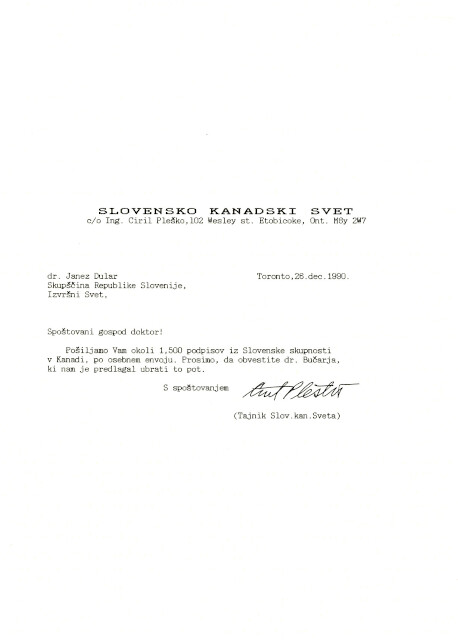 SLOVENSKO KANADSKI SVET
c/o Ing. Ciril Pleško,102 Wesley st. Etobicoke, Ont. M8y 2W7
dr. Janez Dular
Toronto,26.dec.1990.
Skupščina Republike Slovenije,
Izvršni Svet,
Spoštovani gospod doktor!
Pošiljamo Vam okoli 1,500 podpisov iz Slovenske skupnosti
v Kanadi, po osebnem envoju. Prosimo, da obvestite dr. Bučarja,
ki nam je predlagal ubrati to pot.
S spoštovanjem
(Tajnik Slov.kan.Sveta)